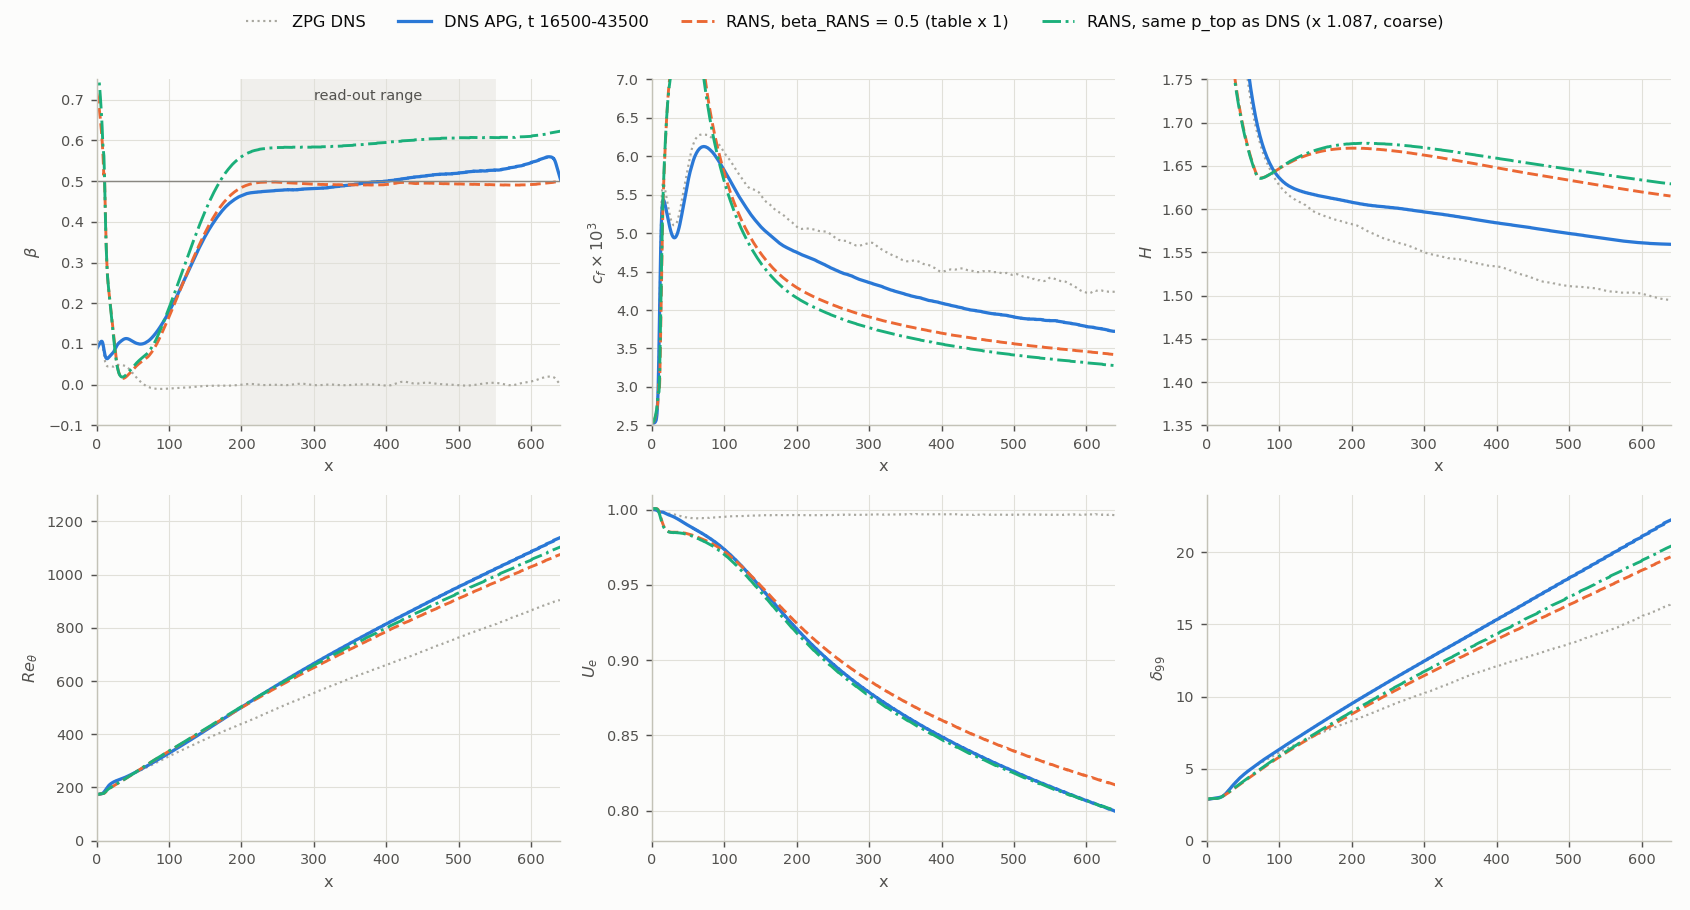 ZPG DNS
DNS APG, t 16500-43500
RANS, beta_RANS = 0.5 (table x 1)
RANS, same p_top as DNS (x 1.087, coarse)
read-out range
0.7
0.6
0.5
0.4
0.3
0.2
0.1
0.0
−0.1
β
0 100 200 300 400 500 600
x
7.0
6.5
6.0
5.5
5.0
4.5
4.0
3.5
3.0
2.5
c_f × 10³
0 100 200 300 400 500 600
x
1.75
1.70
1.65
1.60
1.55
1.50
1.45
1.40
1.35
H
0 100 200 300 400 500 600
x
1200
1000
800
600
400
200
0
Re_θ
0 100 200 300 400 500 600
x
1.00
0.95
0.90
0.85
0.80
U_e
0 100 200 300 400 500 600
x
20
15
10
5
0
δ₉₉
0 100 200 300 400 500 600
x